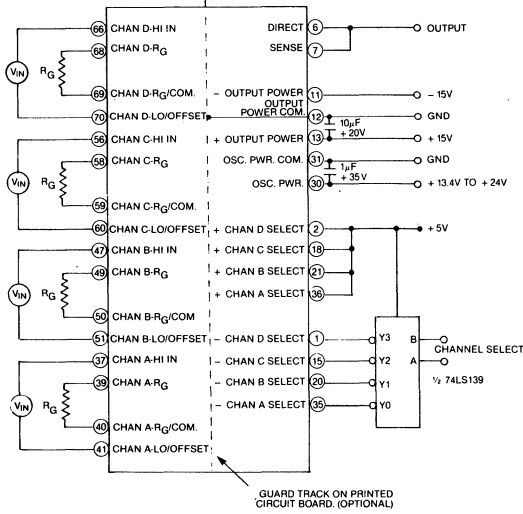 66 CHAN D-HI IN DIRECT 6 OUTPUT
68 CHAN D-RG SENSE 7
VIN RG
69 CHAN D-RG/COM. - OUTPUT POWER 11 - 15V
70 CHAN D-LO/OFFSET OUTPUT POWER COM. 12 GND
10μF + 20V
56 CHAN C-HI IN + OUTPUT POWER 13 + 15V
58 CHAN C-RG OSC. PWR. COM. 31 GND
VIN RG
1μF + 35V
OSC. PWR. 30 + 13.4V TO + 24V
59 CHAN C-RG/COM.
60 CHAN C-LO/OFFSET + CHAN D SELECT 2 + 5V
47 CHAN B-HI IN + CHAN C SELECT 18
49 CHAN B-RG + CHAN B SELECT 21
VIN RG
+ CHAN A SELECT 36
50 CHAN B-RG/COM
51 CHAN B-LO/OFFSET - CHAN D SELECT 1 Y3 B
CHANNEL SELECT
37 CHAN A-HI IN - CHAN C SELECT 15 Y2 A
39 CHAN A-RG - CHAN B SELECT 20 Y1
½ 74LS139
VIN RG
- CHAN A SELECT 35 Y0
40 CHAN A-RG/COM.
41 CHAN A-LO/OFFSET
GUARD TRACK ON PRINTED
CIRCUIT BOARD. (OPTIONAL)